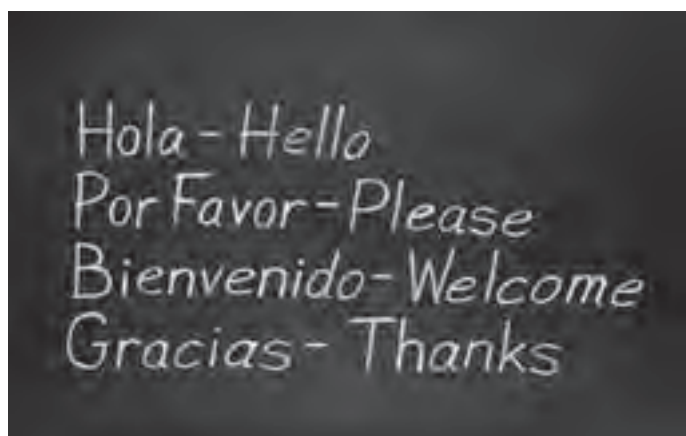 Hola - Hello
Por Favor - Please
Bienvenido - Welcome
Gracias - Thanks